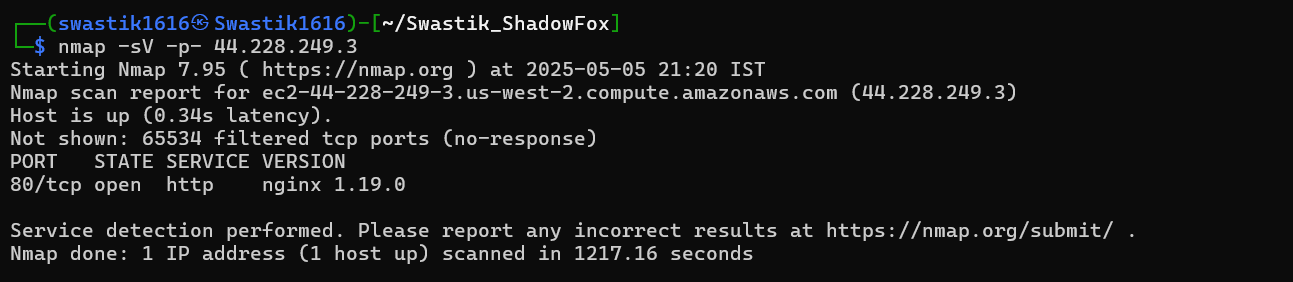 ┌──(swastik1616㉿Swastik1616)-[~/Swastik_ShadowFox]
└─$ nmap -sV -p- 44.228.249.3
Starting Nmap 7.95 ( https://nmap.org ) at 2025-05-05 21:20 IST
Nmap scan report for ec2-44-228-249-3.us-west-2.compute.amazonaws.com (44.228.249.3)
Host is up (0.34s latency).
Not shown: 65534 filtered tcp ports (no-response)
PORT   STATE SERVICE VERSION
80/tcp open  http    nginx 1.19.0

Service detection performed. Please report any incorrect results at https://nmap.org/submit/ .
Nmap done: 1 IP address (1 host up) scanned in 1217.16 seconds